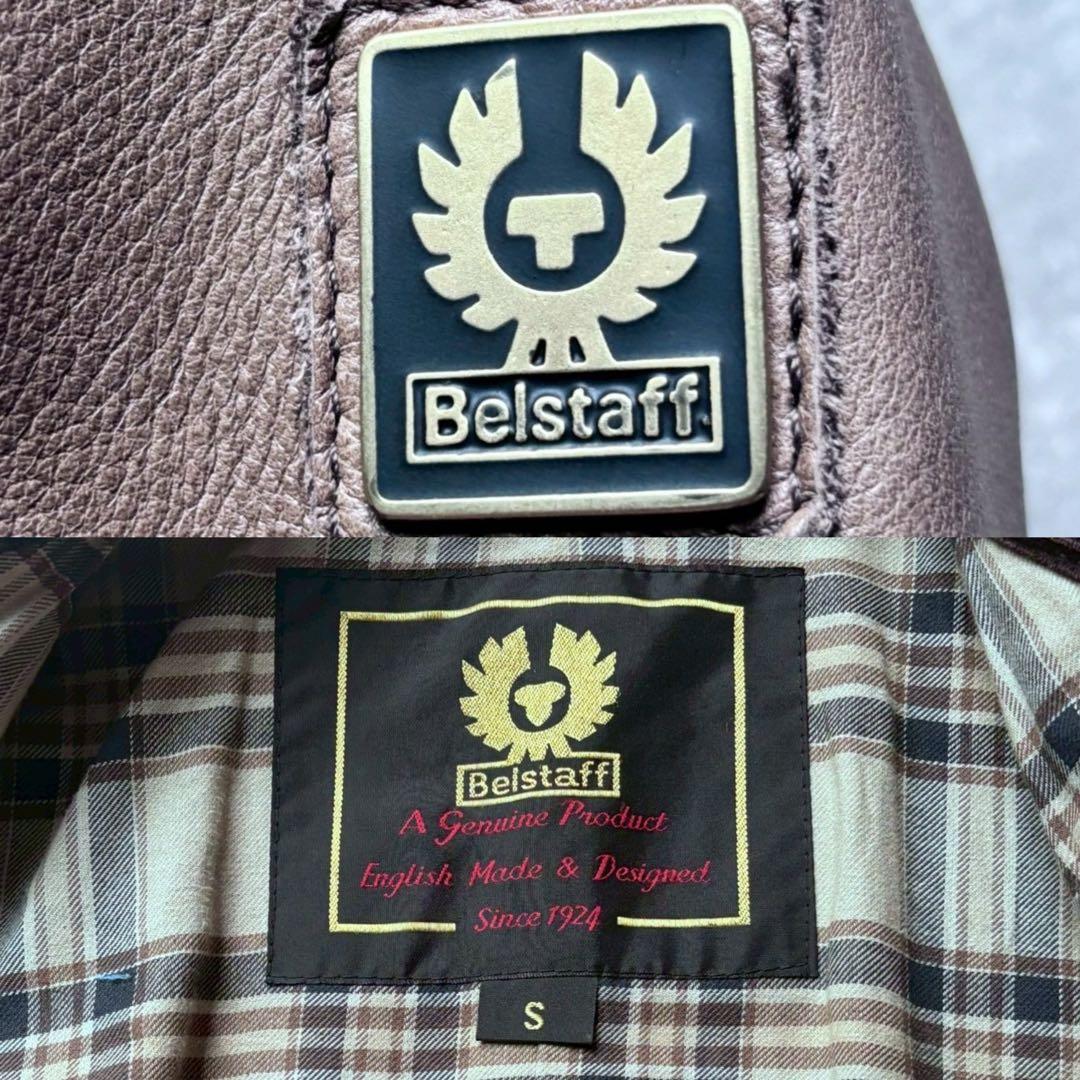 Belstaff
Belstaff
A Genuine Product
English Made & Designed
Since 1924
S